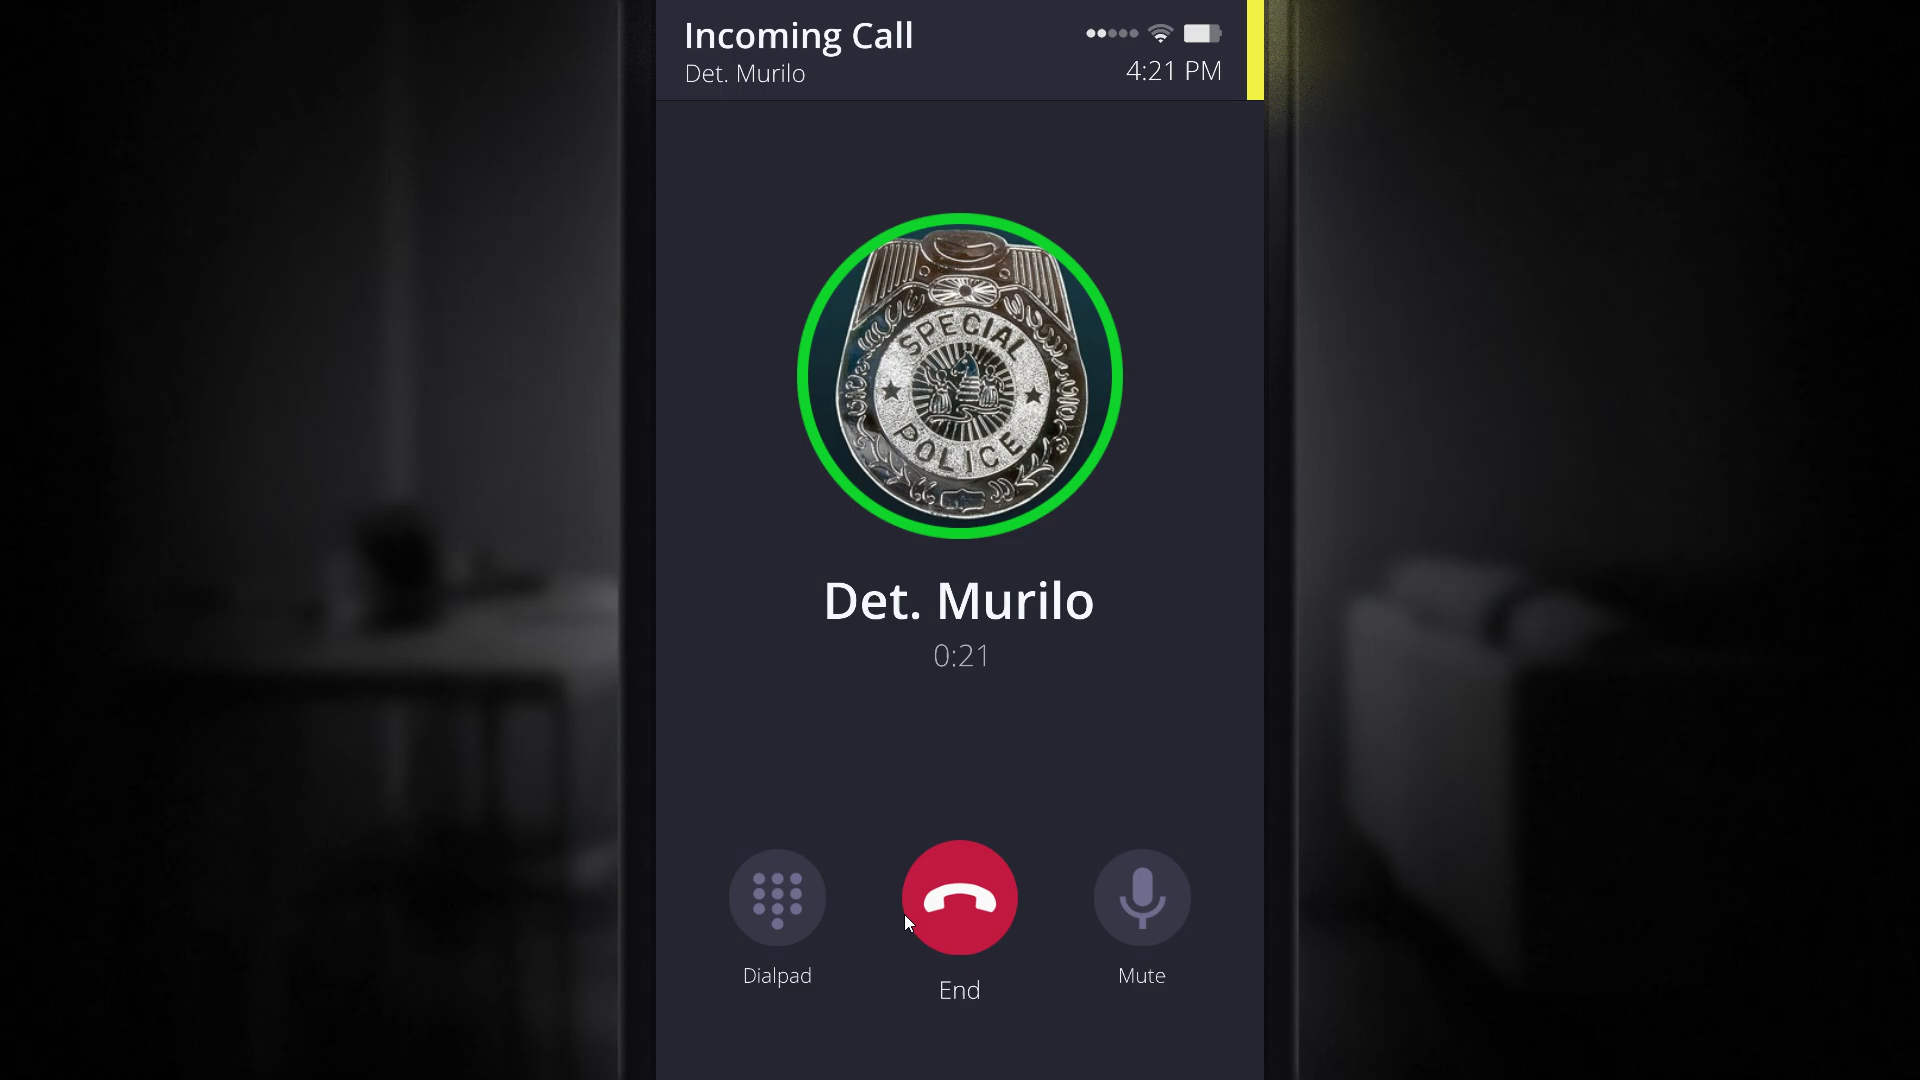 Incoming Call
Det. Murilo
4:21 PM
SPECIAL
POLICE
Det. Murilo
0:21
Dialpad
End
Mute